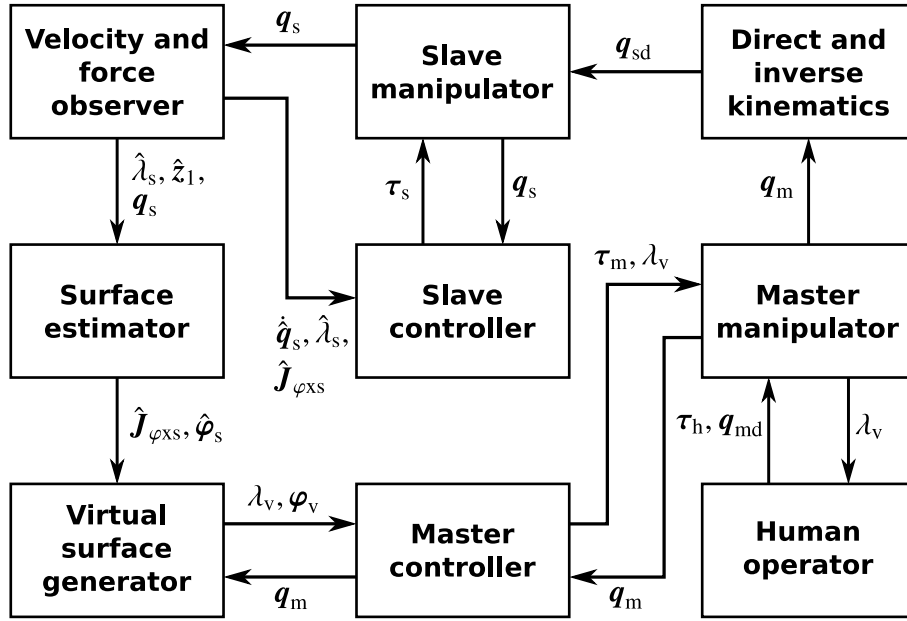 Velocity and
force
observer
q_s
Slave
manipulator
q_sd
Direct and
inverse
kinematics
λ̂_s, ẑ_1,
q_s
τ_s
q_s
q_m
Surface
estimator
Slave
controller
τ_m, λ_v
Master
manipulator
q̇̂_s, λ̂_s,
Ĵ_φxs
Ĵ_φxs, φ̂_s
τ_h, q_md
λ_v
Virtual
surface
generator
λ_v, φ_v
q_m
Master
controller
q_m
Human
operator